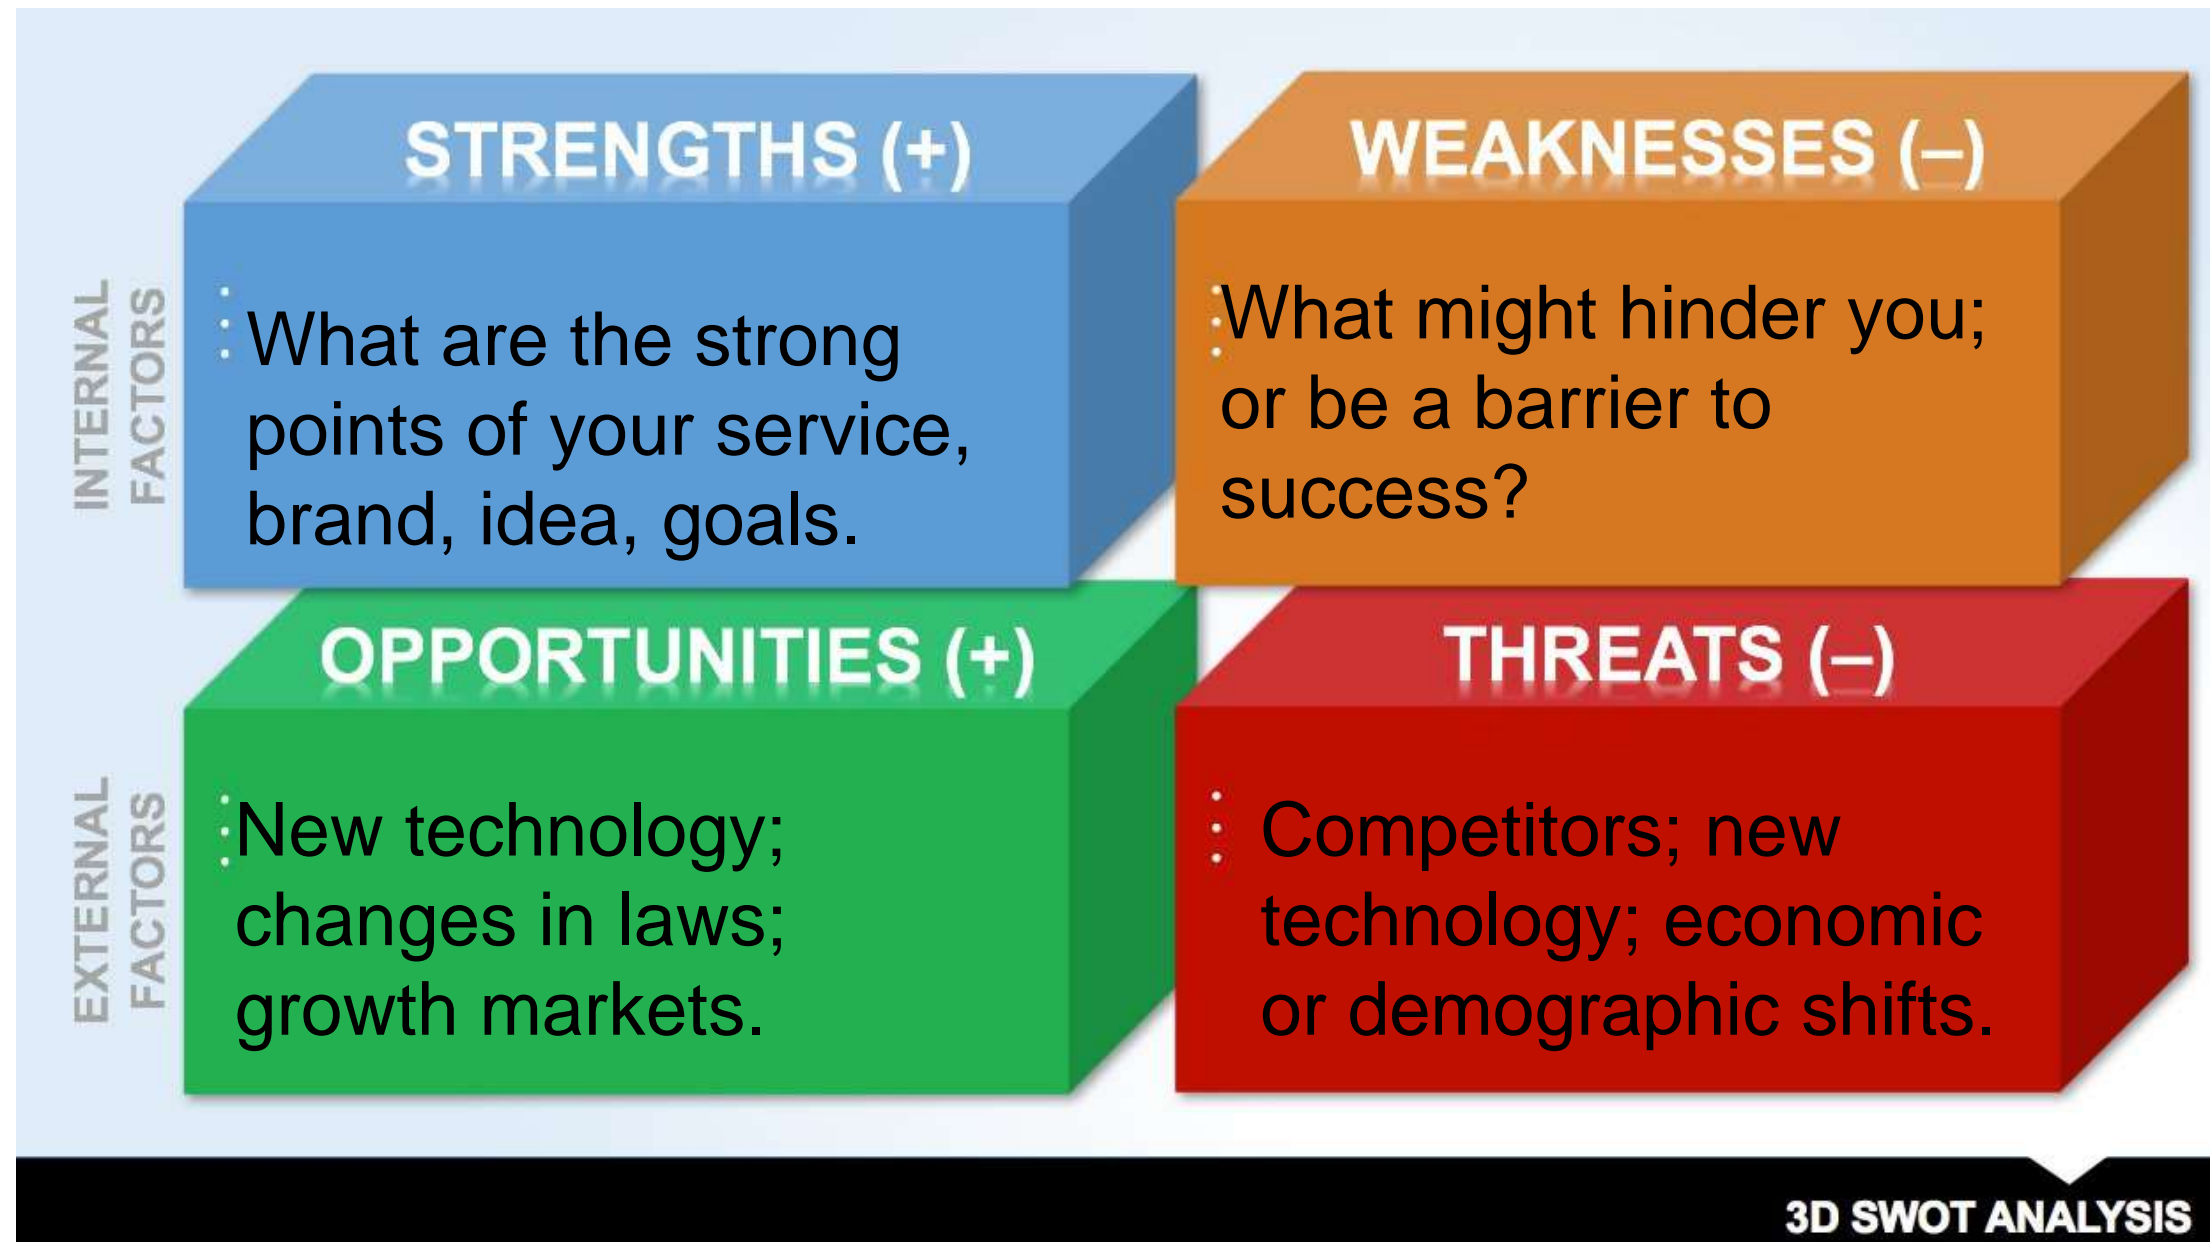 STRENGTHS (+)
WEAKNESSES (–)
INTERNAL
FACTORS
What are the strong
points of your service,
brand, idea, goals.
What might hinder you;
or be a barrier to
success?
OPPORTUNITIES (+)
THREATS (–)
EXTERNAL
FACTORS
New technology;
changes in laws;
growth markets.
Competitors; new
technology; economic
or demographic shifts.
3D SWOT ANALYSIS